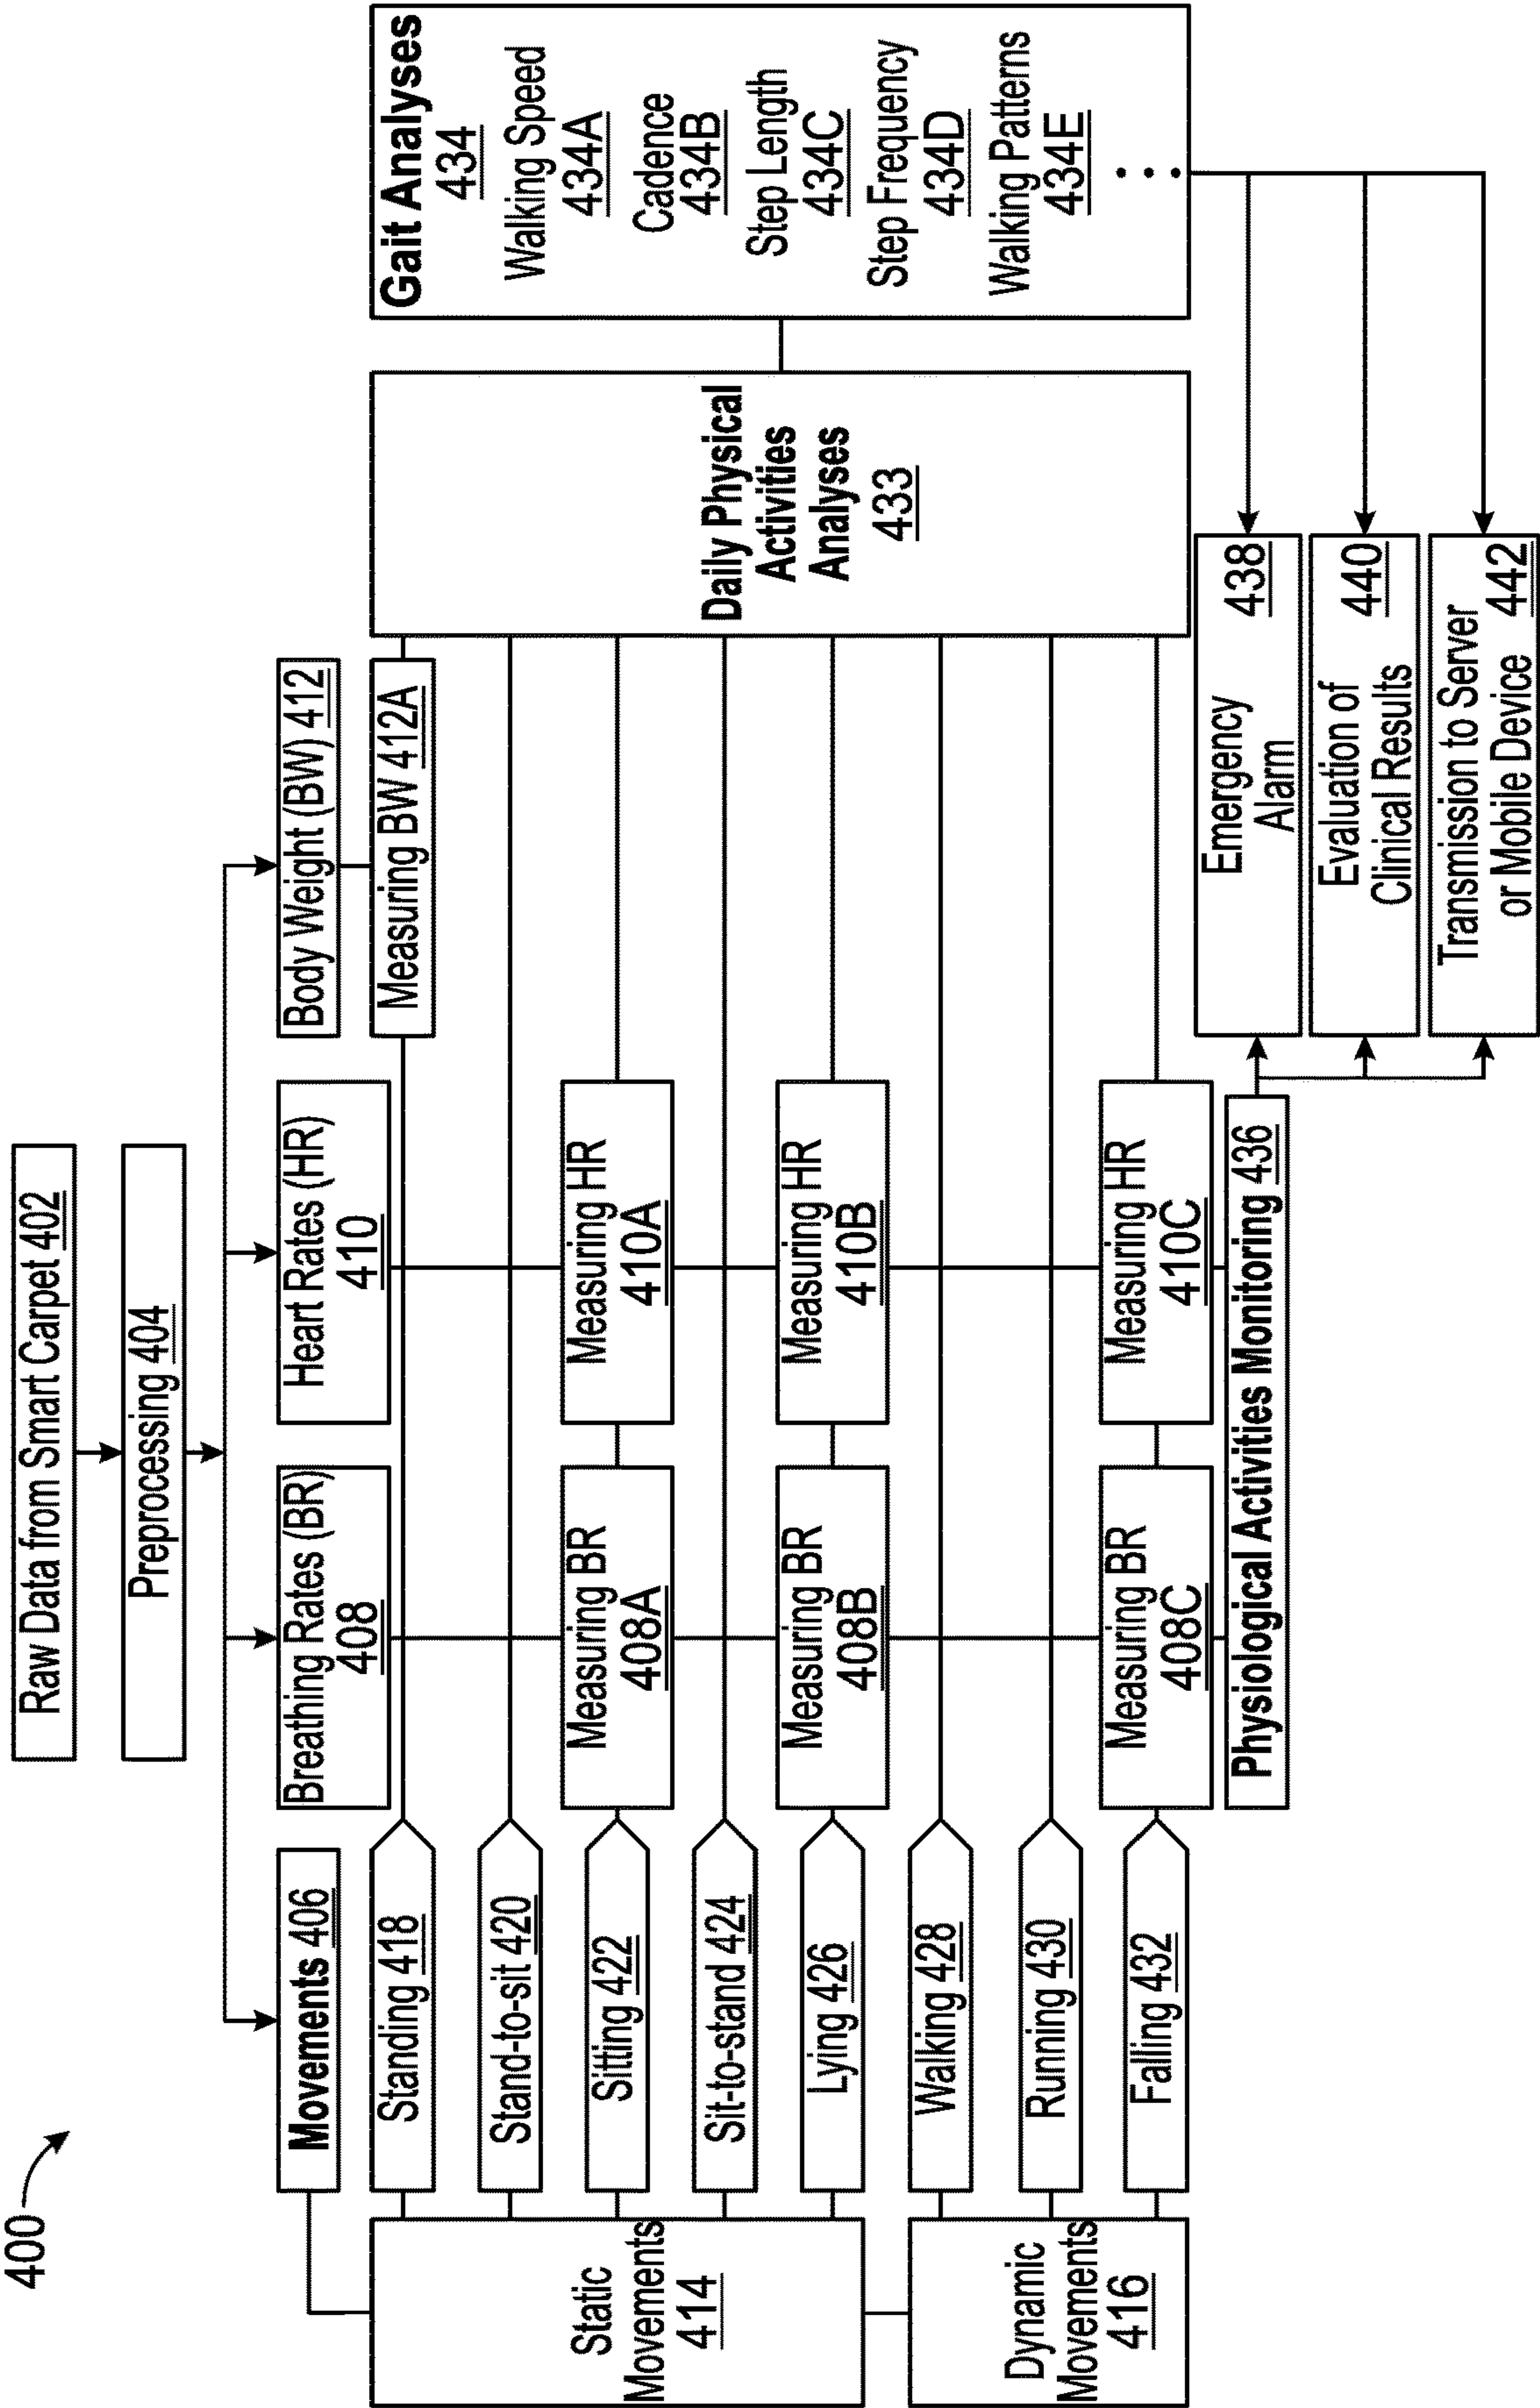 400
Raw Data from Smart Carpet 402
Preprocessing 404
Movements 406
Breathing Rates (BR)
408
Heart Rates (HR)
410
Body Weight (BW) 412
Static
Movements
414
Dynamic
Movements
416
Standing 418
Measuring BW 412A
Stand-to-sit 420
Sitting 422
Measuring BR
408A
Measuring HR
410A
Sit-to-stand 424
Lying 426
Measuring BR
408B
Measuring HR
410B
Walking 428
Running 430
Falling 432
Measuring BR
408C
Measuring HR
410C
Daily Physical
Activities
Analyses
433
Gait Analyses
434
Walking Speed
434A
Cadence
434B
Step Length
434C
Step Frequency
434D
Walking Patterns
434E
Physiological Activities Monitoring 436
Emergency
Alarm
438
Evaluation of
Clinical Results
440
Transmission to Server
or Mobile Device 442